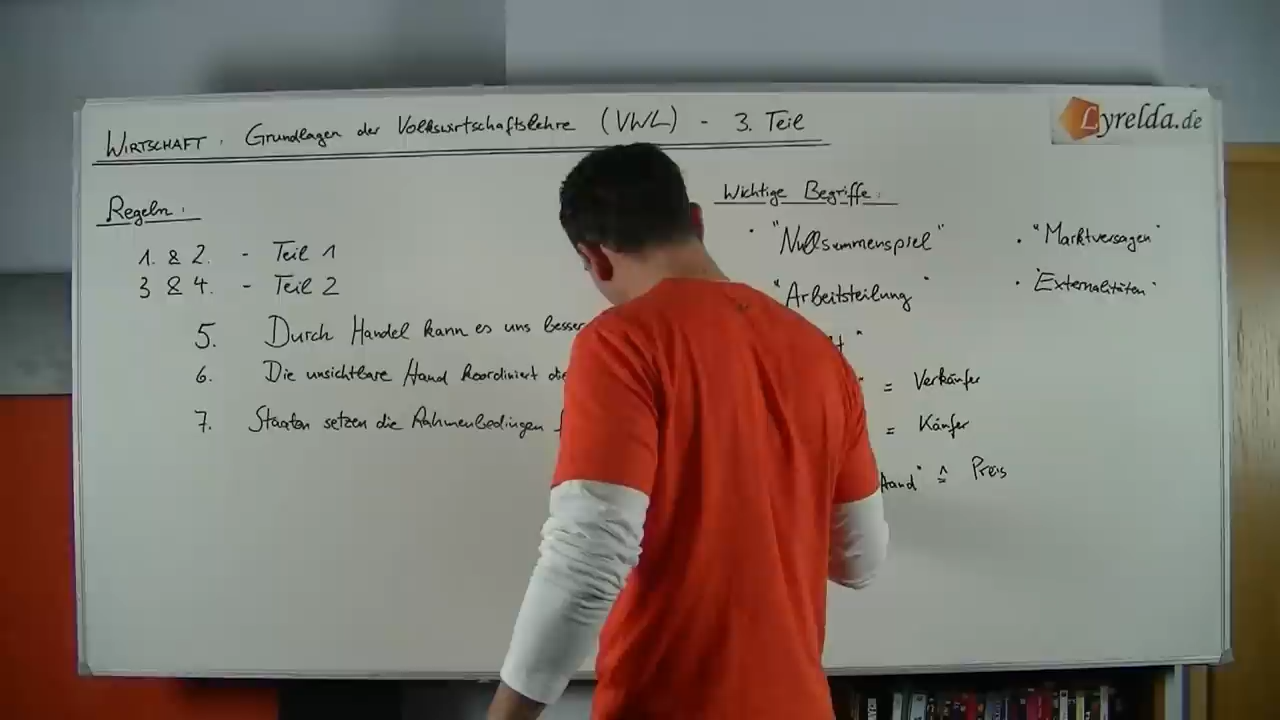 WIRTSCHAFT: Grundlagen der Volkswirtschaftslehre (VWL) - 3. Teil
Lyrelda.de
Regeln:
1. & 2. - Teil 1
3 & 4. - Teil 2
5. Durch Handel kann es uns besser
6. Die unsichtbare Hand koordiniert die
7. Staaten setzen die Rahmenbedingen
Wichtige Begriffe:
• "Nullsummenspiel"
"Arbeitsteilung"
= Verkäufer
= Käufer
Hand" ≙ Preis
• "Marktversagen"
• "Externalitäten"